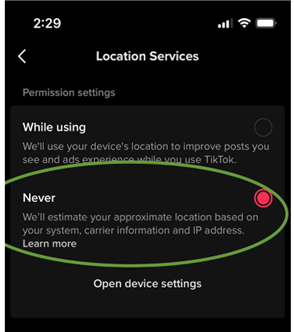 2:29
Location Services
Permission settings
While using
We'll use your device's location to improve posts you
see and ads experience while you use TikTok.
Never
We'll estimate your approximate location based on
your system, carrier information and IP address.
Learn more
Open device settings